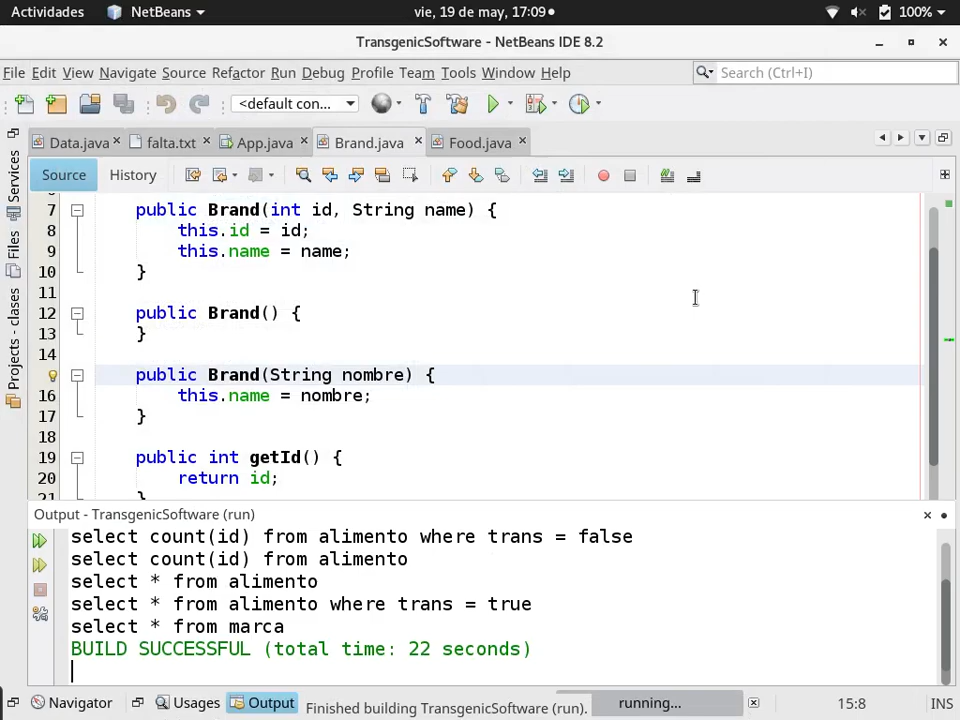 Actividades NetBeans vie, 19 de may, 17:09 100%
TransgenicSoftware - NetBeans IDE 8.2
File Edit View Navigate Source Refactor Run Debug Profile Team Tools Window Help Search (Ctrl+I)
<default con...
Data.java falta.txt App.java Brand.java Food.java
Source History
7 public Brand(int id, String name) {
8 this.id = id;
9 this.name = name;
10 }
11
12 public Brand() {
13 }
14
public Brand(String nombre) {
16 this.name = nombre;
17 }
18
19 public int getId() {
20 return id;
21 }
Services
Files
Projects - clases
Output - TransgenicSoftware (run)
select count(id) from alimento where trans = false
select count(id) from alimento
select * from alimento
select * from alimento where trans = true
select * from marca
BUILD SUCCESSFUL (total time: 22 seconds)
Navigator Usages Output Finished building TransgenicSoftware (run). running... 15:8 INS